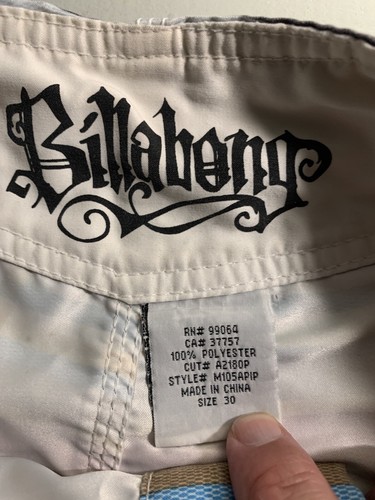 Billabong
RN# 99064
CA# 37757
100% POLYESTER
CUT# A2180P
STYLE# M105APIP
MADE IN CHINA
SIZE 30